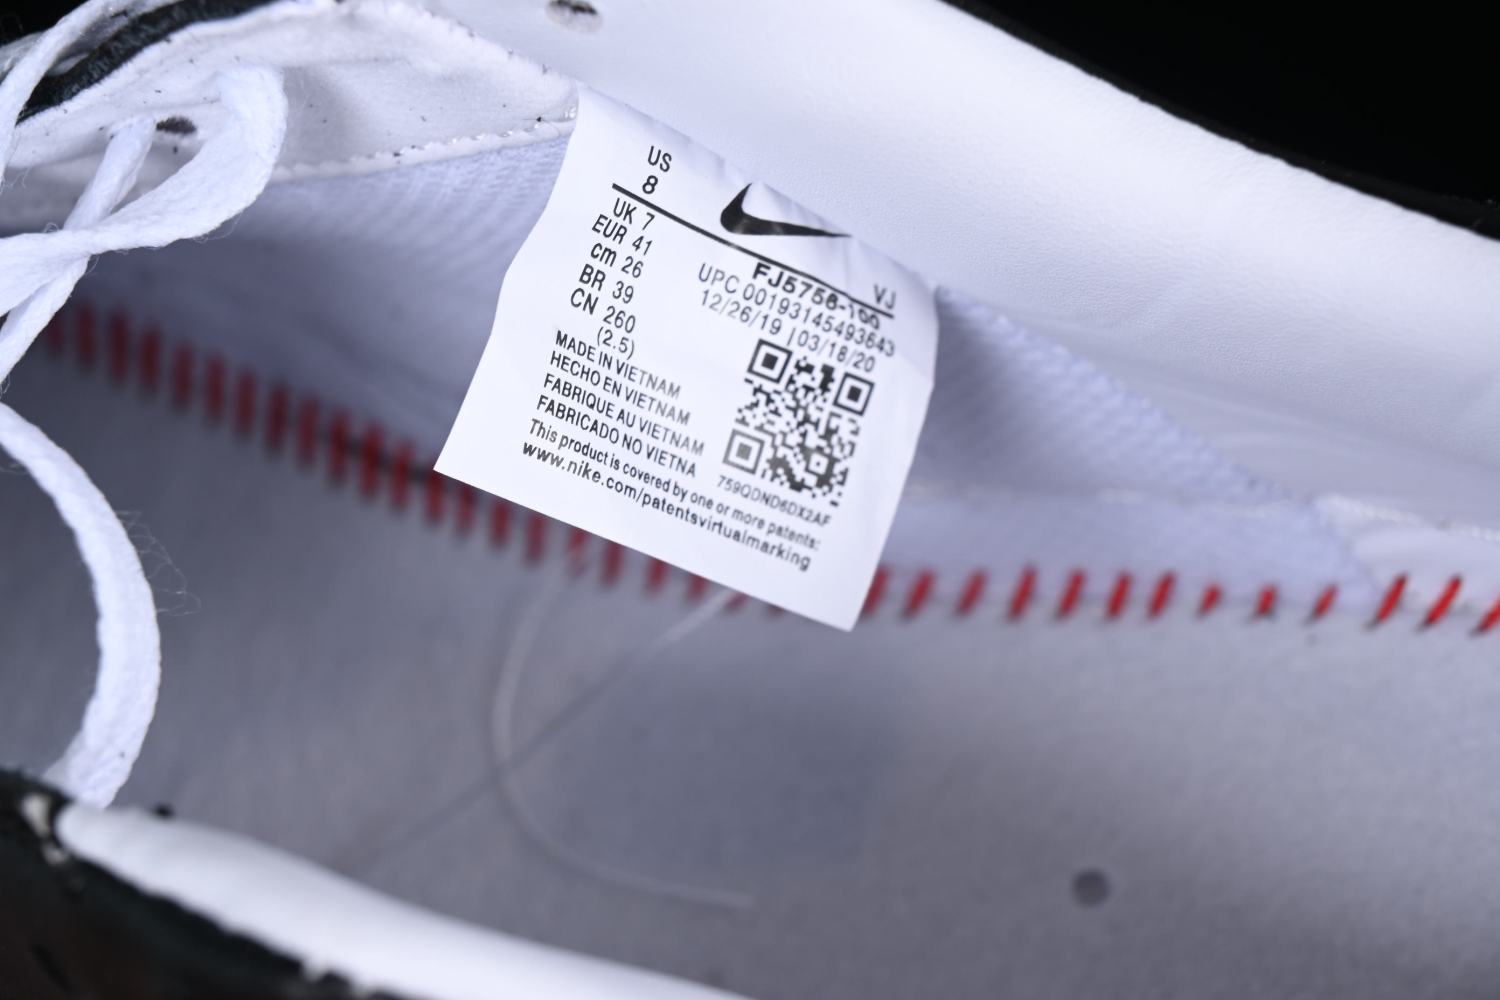 US
8
UK 7
EUR 41
cm 26
BR 39
CN 260
(2.5)
FJ5756-100 VJ
UPC 00193145493643
12/26/19 | 03/18/20
MADE IN VIETNAM
HECHO EN VIETNAM
FABRIQUE AU VIETNAM
FABRICADO NO VIETNA
759QDND6DX2AF
This product is covered by one or more patents:
www.nike.com/patentsvirtualmarking